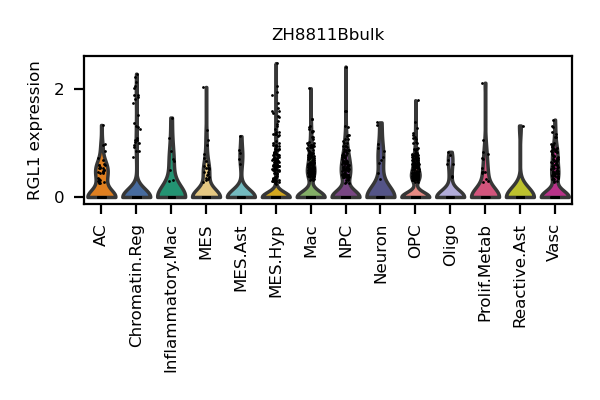 ZH8811Bbulk
RGL1 expression
2
0
AC
Chromatin.Reg
Inflammatory.Mac
MES
MES.Ast
MES.Hyp
Mac
NPC
Neuron
OPC
Oligo
Prolif.Metab
Reactive.Ast
Vasc